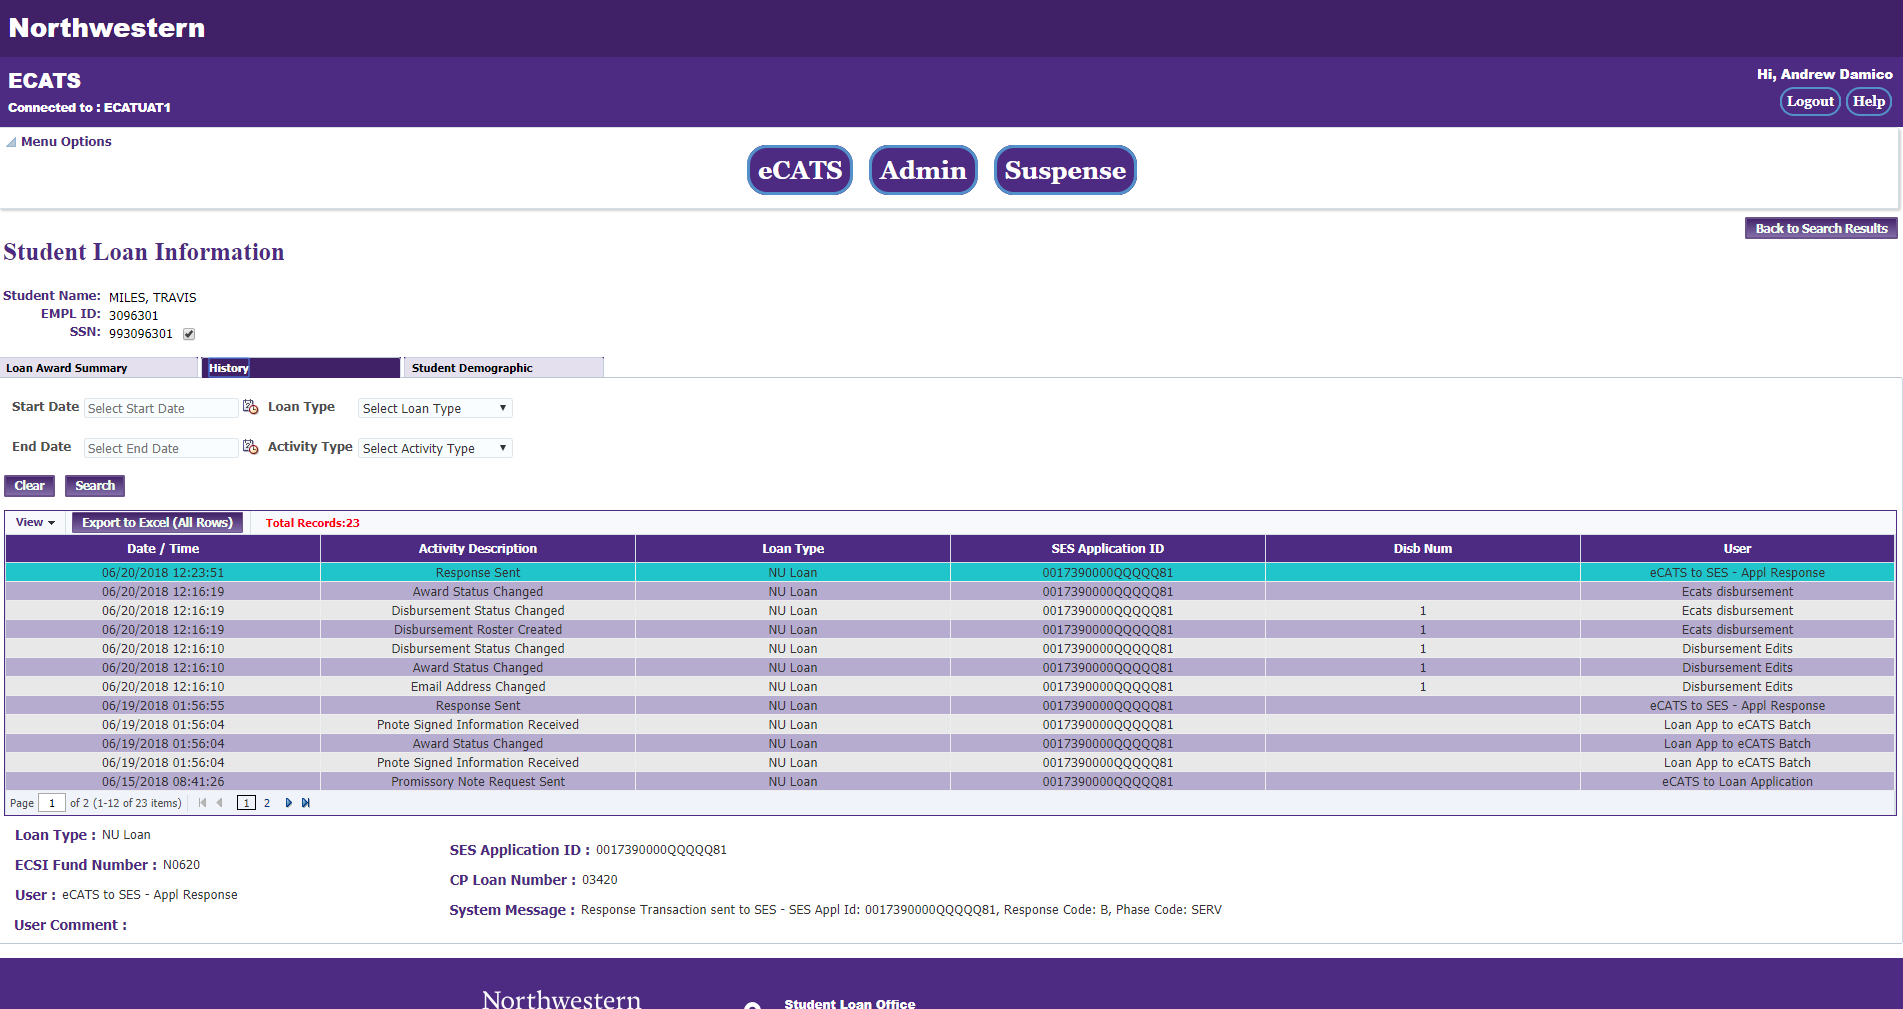 Northwestern
ECATS
Connected to : ECATUAT1
Hi, Andrew Damico
Logout Help
Menu Options
eCATS Admin Suspense
Back to Search Results
Student Loan Information
Student Name: MILES, TRAVIS
EMPL ID: 3096301
SSN: 993096301
Loan Award Summary History Student Demographic
Start Date Select Start Date Loan Type Select Loan Type
End Date Select End Date Activity Type Select Activity Type
Clear Search
View Export to Excel (All Rows) Total Records:23
Date / Time Activity Description Loan Type SES Application ID Disb Num User
06/20/2018 12:23:51 Response Sent NU Loan 0017390000QQQQQ81 eCATS to SES - Appl Response
06/20/2018 12:16:19 Award Status Changed NU Loan 0017390000QQQQQ81 Ecats disbursement
06/20/2018 12:16:19 Disbursement Status Changed NU Loan 0017390000QQQQQ81 1 Ecats disbursement
06/20/2018 12:16:19 Disbursement Roster Created NU Loan 0017390000QQQQQ81 1 Ecats disbursement
06/20/2018 12:16:10 Disbursement Status Changed NU Loan 0017390000QQQQQ81 1 Disbursement Edits
06/20/2018 12:16:10 Award Status Changed NU Loan 0017390000QQQQQ81 1 Disbursement Edits
06/20/2018 12:16:10 Email Address Changed NU Loan 0017390000QQQQQ81 1 Disbursement Edits
06/19/2018 01:56:55 Response Sent NU Loan 0017390000QQQQQ81 eCATS to SES - Appl Response
06/19/2018 01:56:04 Pnote Signed Information Received NU Loan 0017390000QQQQQ81 Loan App to eCATS Batch
06/19/2018 01:56:04 Award Status Changed NU Loan 0017390000QQQQQ81 Loan App to eCATS Batch
06/19/2018 01:56:04 Pnote Signed Information Received NU Loan 0017390000QQQQQ81 Loan App to eCATS Batch
06/15/2018 08:41:26 Promissory Note Request Sent NU Loan 0017390000QQQQQ81 eCATS to Loan Application
Page 1 of 2 (1-12 of 23 items) 1 2
Loan Type : NU Loan
ECSI Fund Number : N0620
User : eCATS to SES - Appl Response
User Comment :
SES Application ID : 0017390000QQQQQ81
CP Loan Number : 03420
System Message : Response Transaction sent to SES - SES Appl Id: 0017390000QQQQQ81, Response Code: B, Phase Code: SERV
Northwestern
Student Loan Office